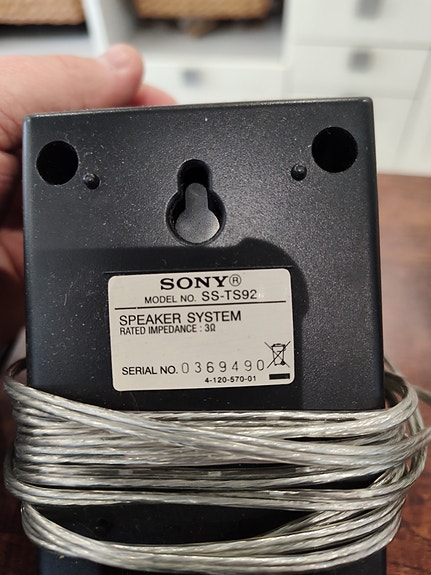 SONY®
MODEL NO. SS-TS92
SPEAKER SYSTEM
RATED IMPEDANCE : 3Ω
SERIAL NO. 0369490
4-120-570-01